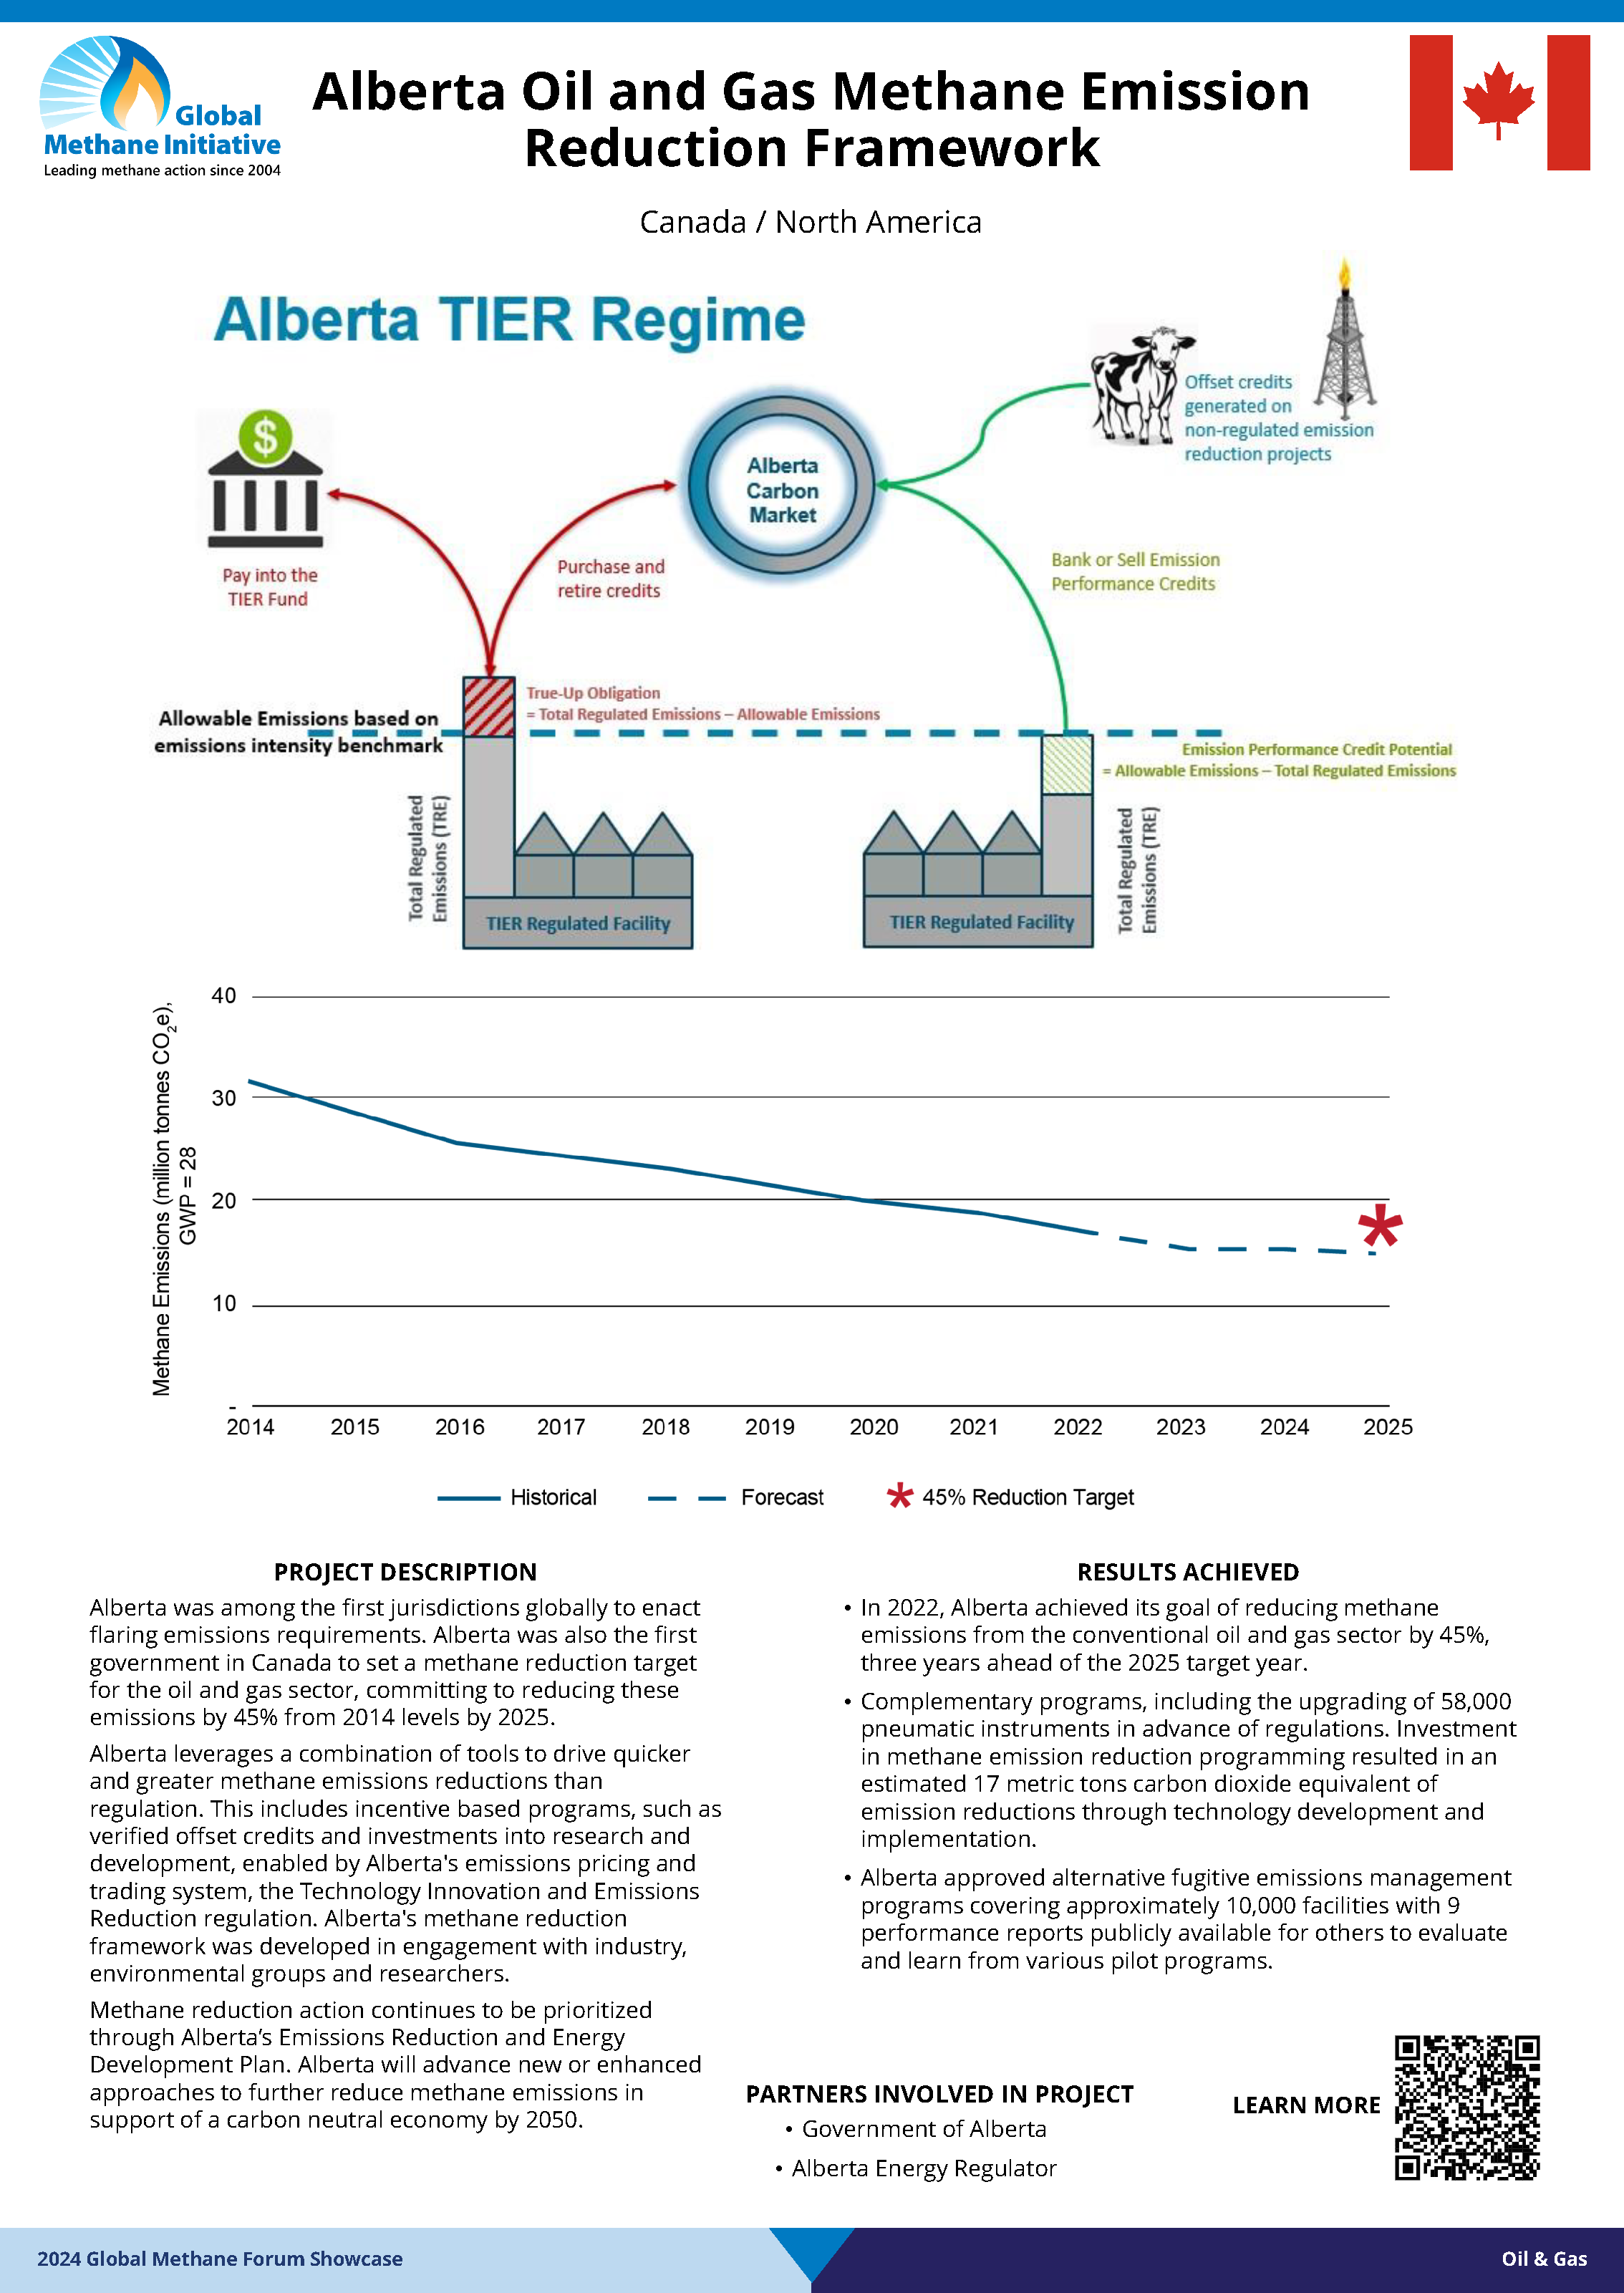 Global
Methane Initiative
Leading methane action since 2004
Alberta Oil and Gas Methane Emission
Reduction Framework
Canada / North America
Alberta TIER Regime
$
Pay into the
TIER Fund
Purchase and
retire credits
Alberta
Carbon
Market
Offset credits
generated on
non-regulated emission
reduction projects
Bank or Sell Emission
Performance Credits
Allowable Emissions based on
emissions intensity benchmark
True-Up Obligation
= Total Regulated Emissions – Allowable Emissions
Emission Performance Credit Potential
= Allowable Emissions – Total Regulated Emissions
Total Regulated
Emissions (TRE)
TIER Regulated Facility
TIER Regulated Facility
Total Regulated
Emissions (TRE)
Methane Emissions (million tonnes CO₂e),
GWP = 28
40
30
20
10
-
2014 2015 2016 2017 2018 2019 2020 2021 2022 2023 2024 2025
Historical Forecast * 45% Reduction Target
PROJECT DESCRIPTION
Alberta was among the first jurisdictions globally to enact
flaring emissions requirements. Alberta was also the first
government in Canada to set a methane reduction target
for the oil and gas sector, committing to reducing these
emissions by 45% from 2014 levels by 2025.
Alberta leverages a combination of tools to drive quicker
and greater methane emissions reductions than
regulation. This includes incentive based programs, such as
verified offset credits and investments into research and
development, enabled by Alberta's emissions pricing and
trading system, the Technology Innovation and Emissions
Reduction regulation. Alberta's methane reduction
framework was developed in engagement with industry,
environmental groups and researchers.
Methane reduction action continues to be prioritized
through Alberta’s Emissions Reduction and Energy
Development Plan. Alberta will advance new or enhanced
approaches to further reduce methane emissions in
support of a carbon neutral economy by 2050.
RESULTS ACHIEVED
• In 2022, Alberta achieved its goal of reducing methane
emissions from the conventional oil and gas sector by 45%,
three years ahead of the 2025 target year.
• Complementary programs, including the upgrading of 58,000
pneumatic instruments in advance of regulations. Investment
in methane emission reduction programming resulted in an
estimated 17 metric tons carbon dioxide equivalent of
emission reductions through technology development and
implementation.
• Alberta approved alternative fugitive emissions management
programs covering approximately 10,000 facilities with 9
performance reports publicly available for others to evaluate
and learn from various pilot programs.
PARTNERS INVOLVED IN PROJECT
• Government of Alberta
• Alberta Energy Regulator
LEARN MORE
2024 Global Methane Forum Showcase
Oil & Gas